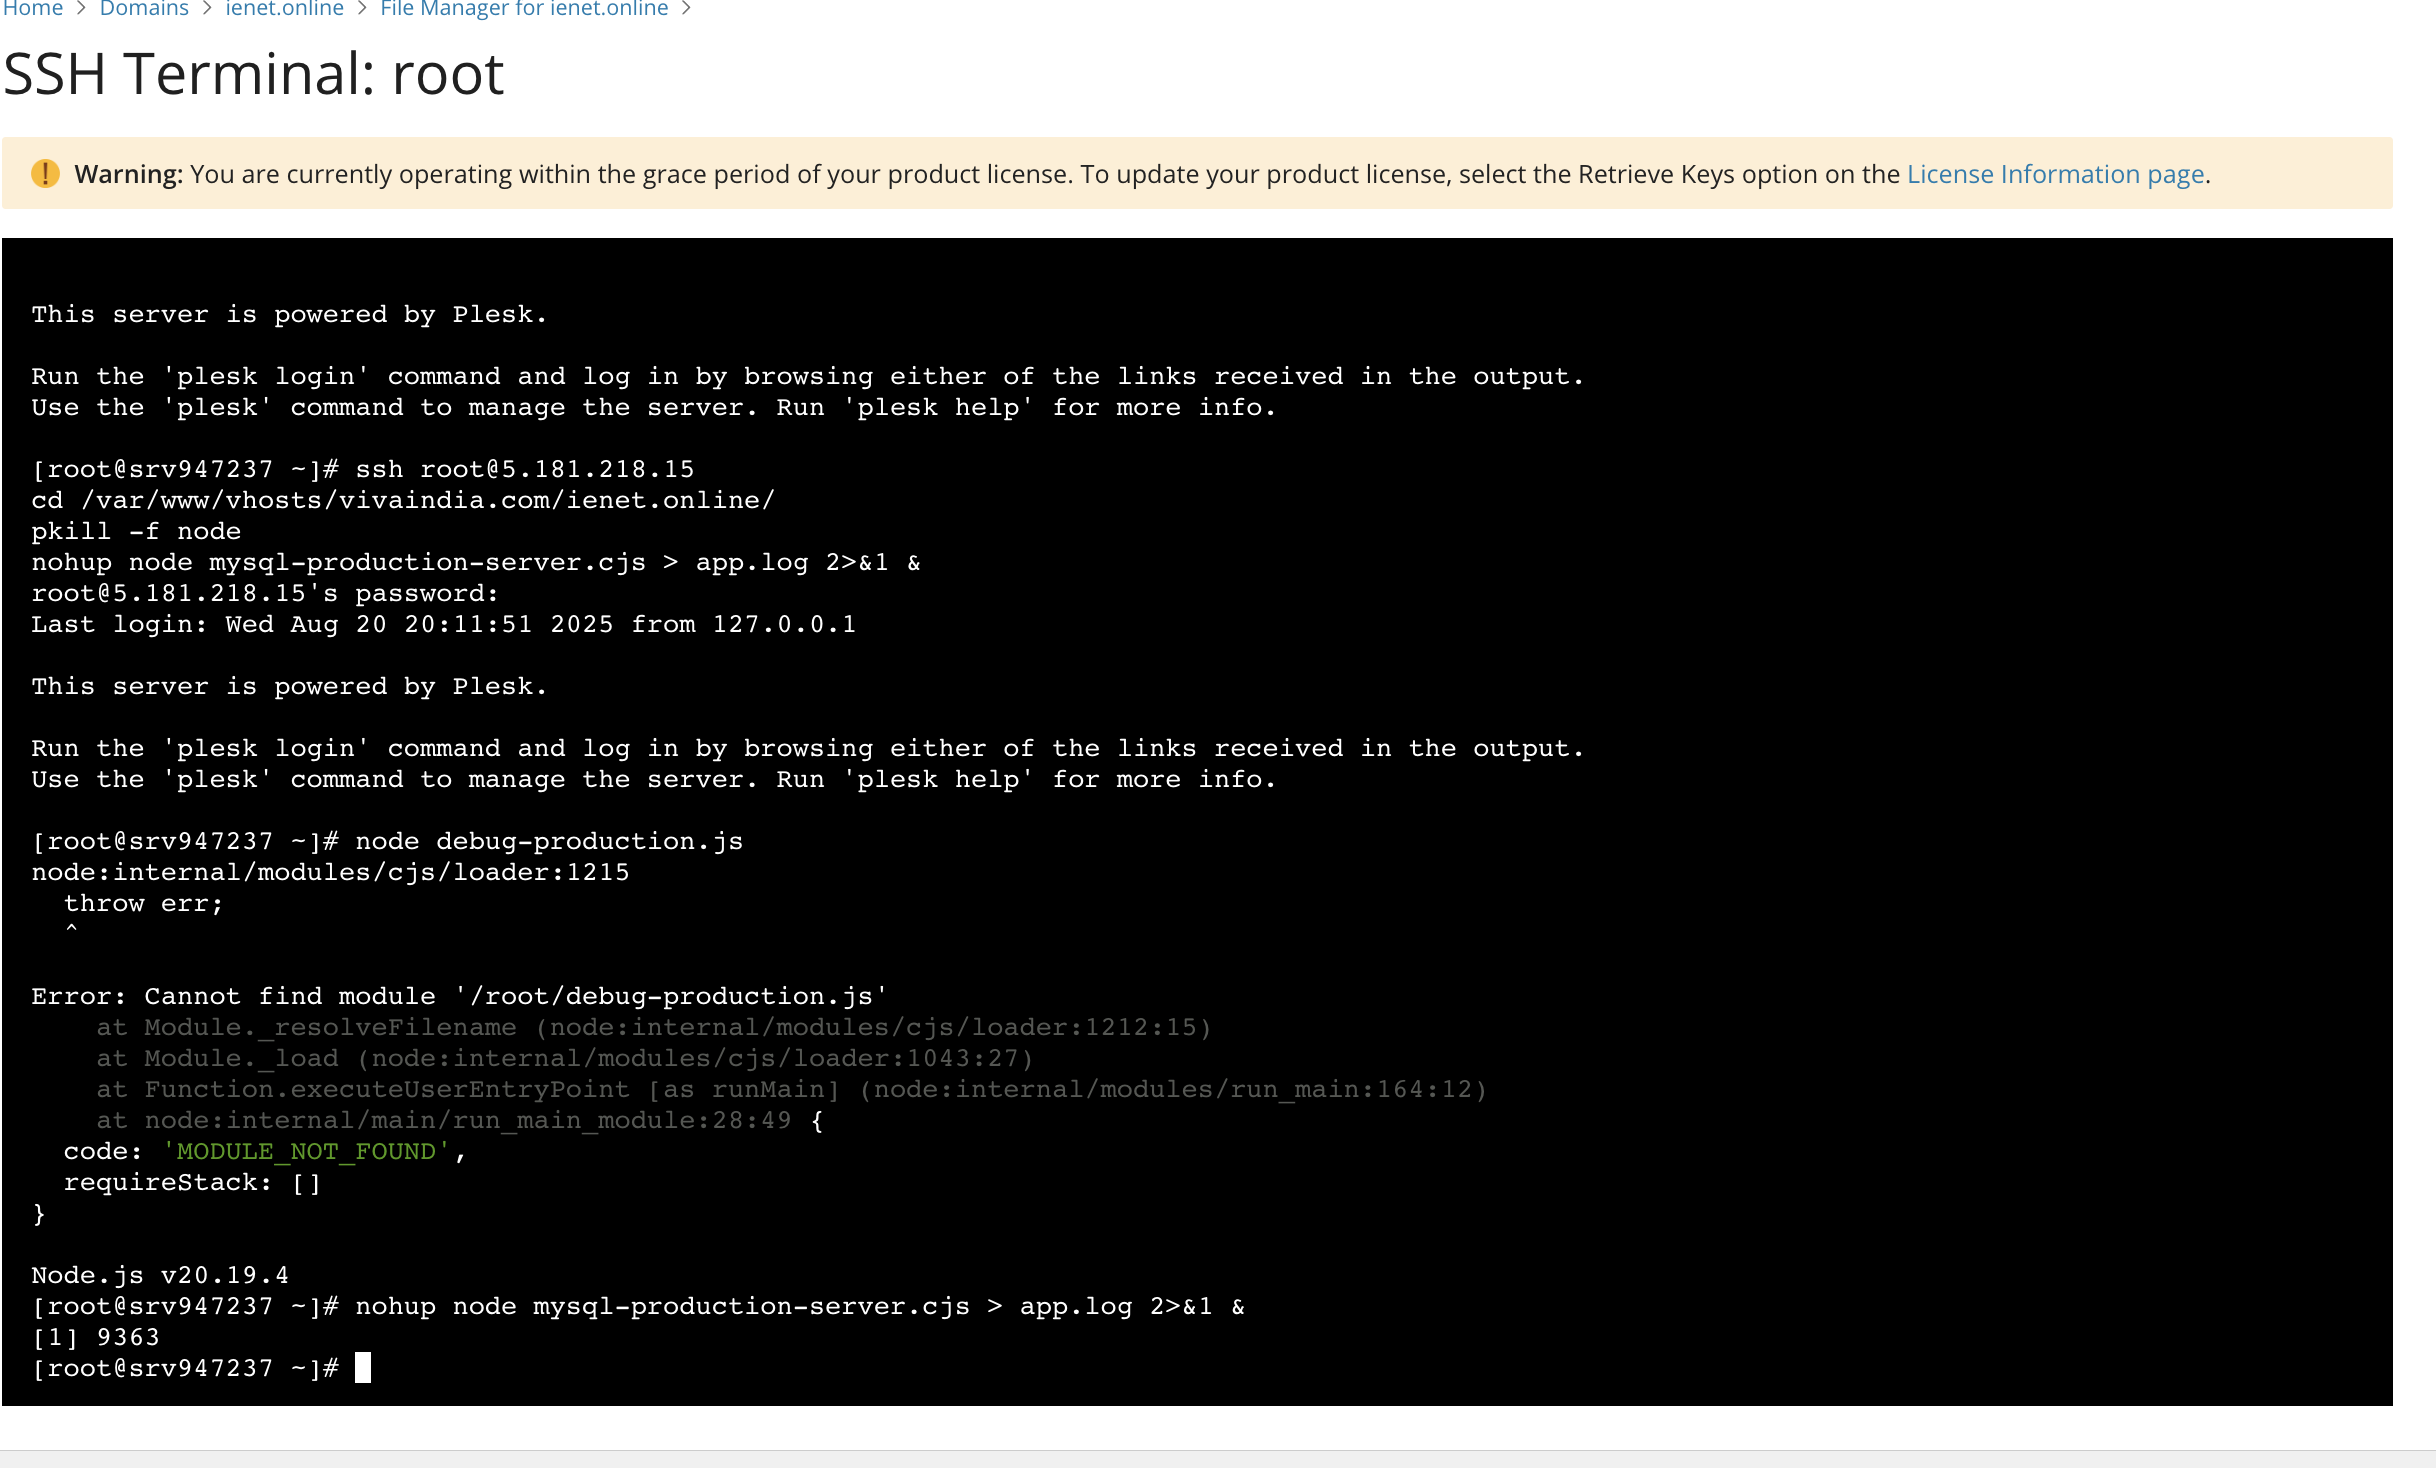 Home > Domains > ienet.online > File Manager for ienet.online >
SSH Terminal: root
! Warning: You are currently operating within the grace period of your product license. To update your product license, select the Retrieve Keys option on the License Information page.
This server is powered by Plesk.
Run the 'plesk login' command and log in by browsing either of the links received in the output.
Use the 'plesk' command to manage the server. Run 'plesk help' for more info.
[root@srv947237 ~]# ssh root@5.181.218.15
cd /var/www/vhosts/vivaindia.com/ienet.online/
pkill -f node
nohup node mysql-production-server.cjs > app.log 2>&1 &
root@5.181.218.15's password:
Last login: Wed Aug 20 20:11:51 2025 from 127.0.0.1
This server is powered by Plesk.
Run the 'plesk login' command and log in by browsing either of the links received in the output.
Use the 'plesk' command to manage the server. Run 'plesk help' for more info.
[root@srv947237 ~]# node debug-production.js
node:internal/modules/cjs/loader:1215
  throw err;
  ^
Error: Cannot find module '/root/debug-production.js'
    at Module._resolveFilename (node:internal/modules/cjs/loader:1212:15)
    at Module._load (node:internal/modules/cjs/loader:1043:27)
    at Function.executeUserEntryPoint [as runMain] (node:internal/modules/run_main:164:12)
    at node:internal/main/run_main_module:28:49 {
  code: 'MODULE_NOT_FOUND',
  requireStack: []
}
Node.js v20.19.4
[root@srv947237 ~]# nohup node mysql-production-server.cjs > app.log 2>&1 &
[1] 9363
[root@srv947237 ~]#